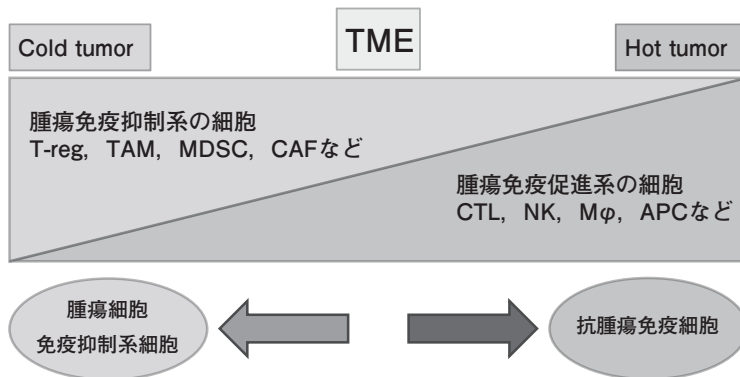 Cold tumor
TME
Hot tumor
腫瘍免疫抑制系の細胞
T-reg, TAM, MDSC, CAFなど
腫瘍免疫促進系の細胞
CTL, NK, Mφ, APCなど
腫瘍細胞
免疫抑制系細胞
抗腫瘍免疫細胞